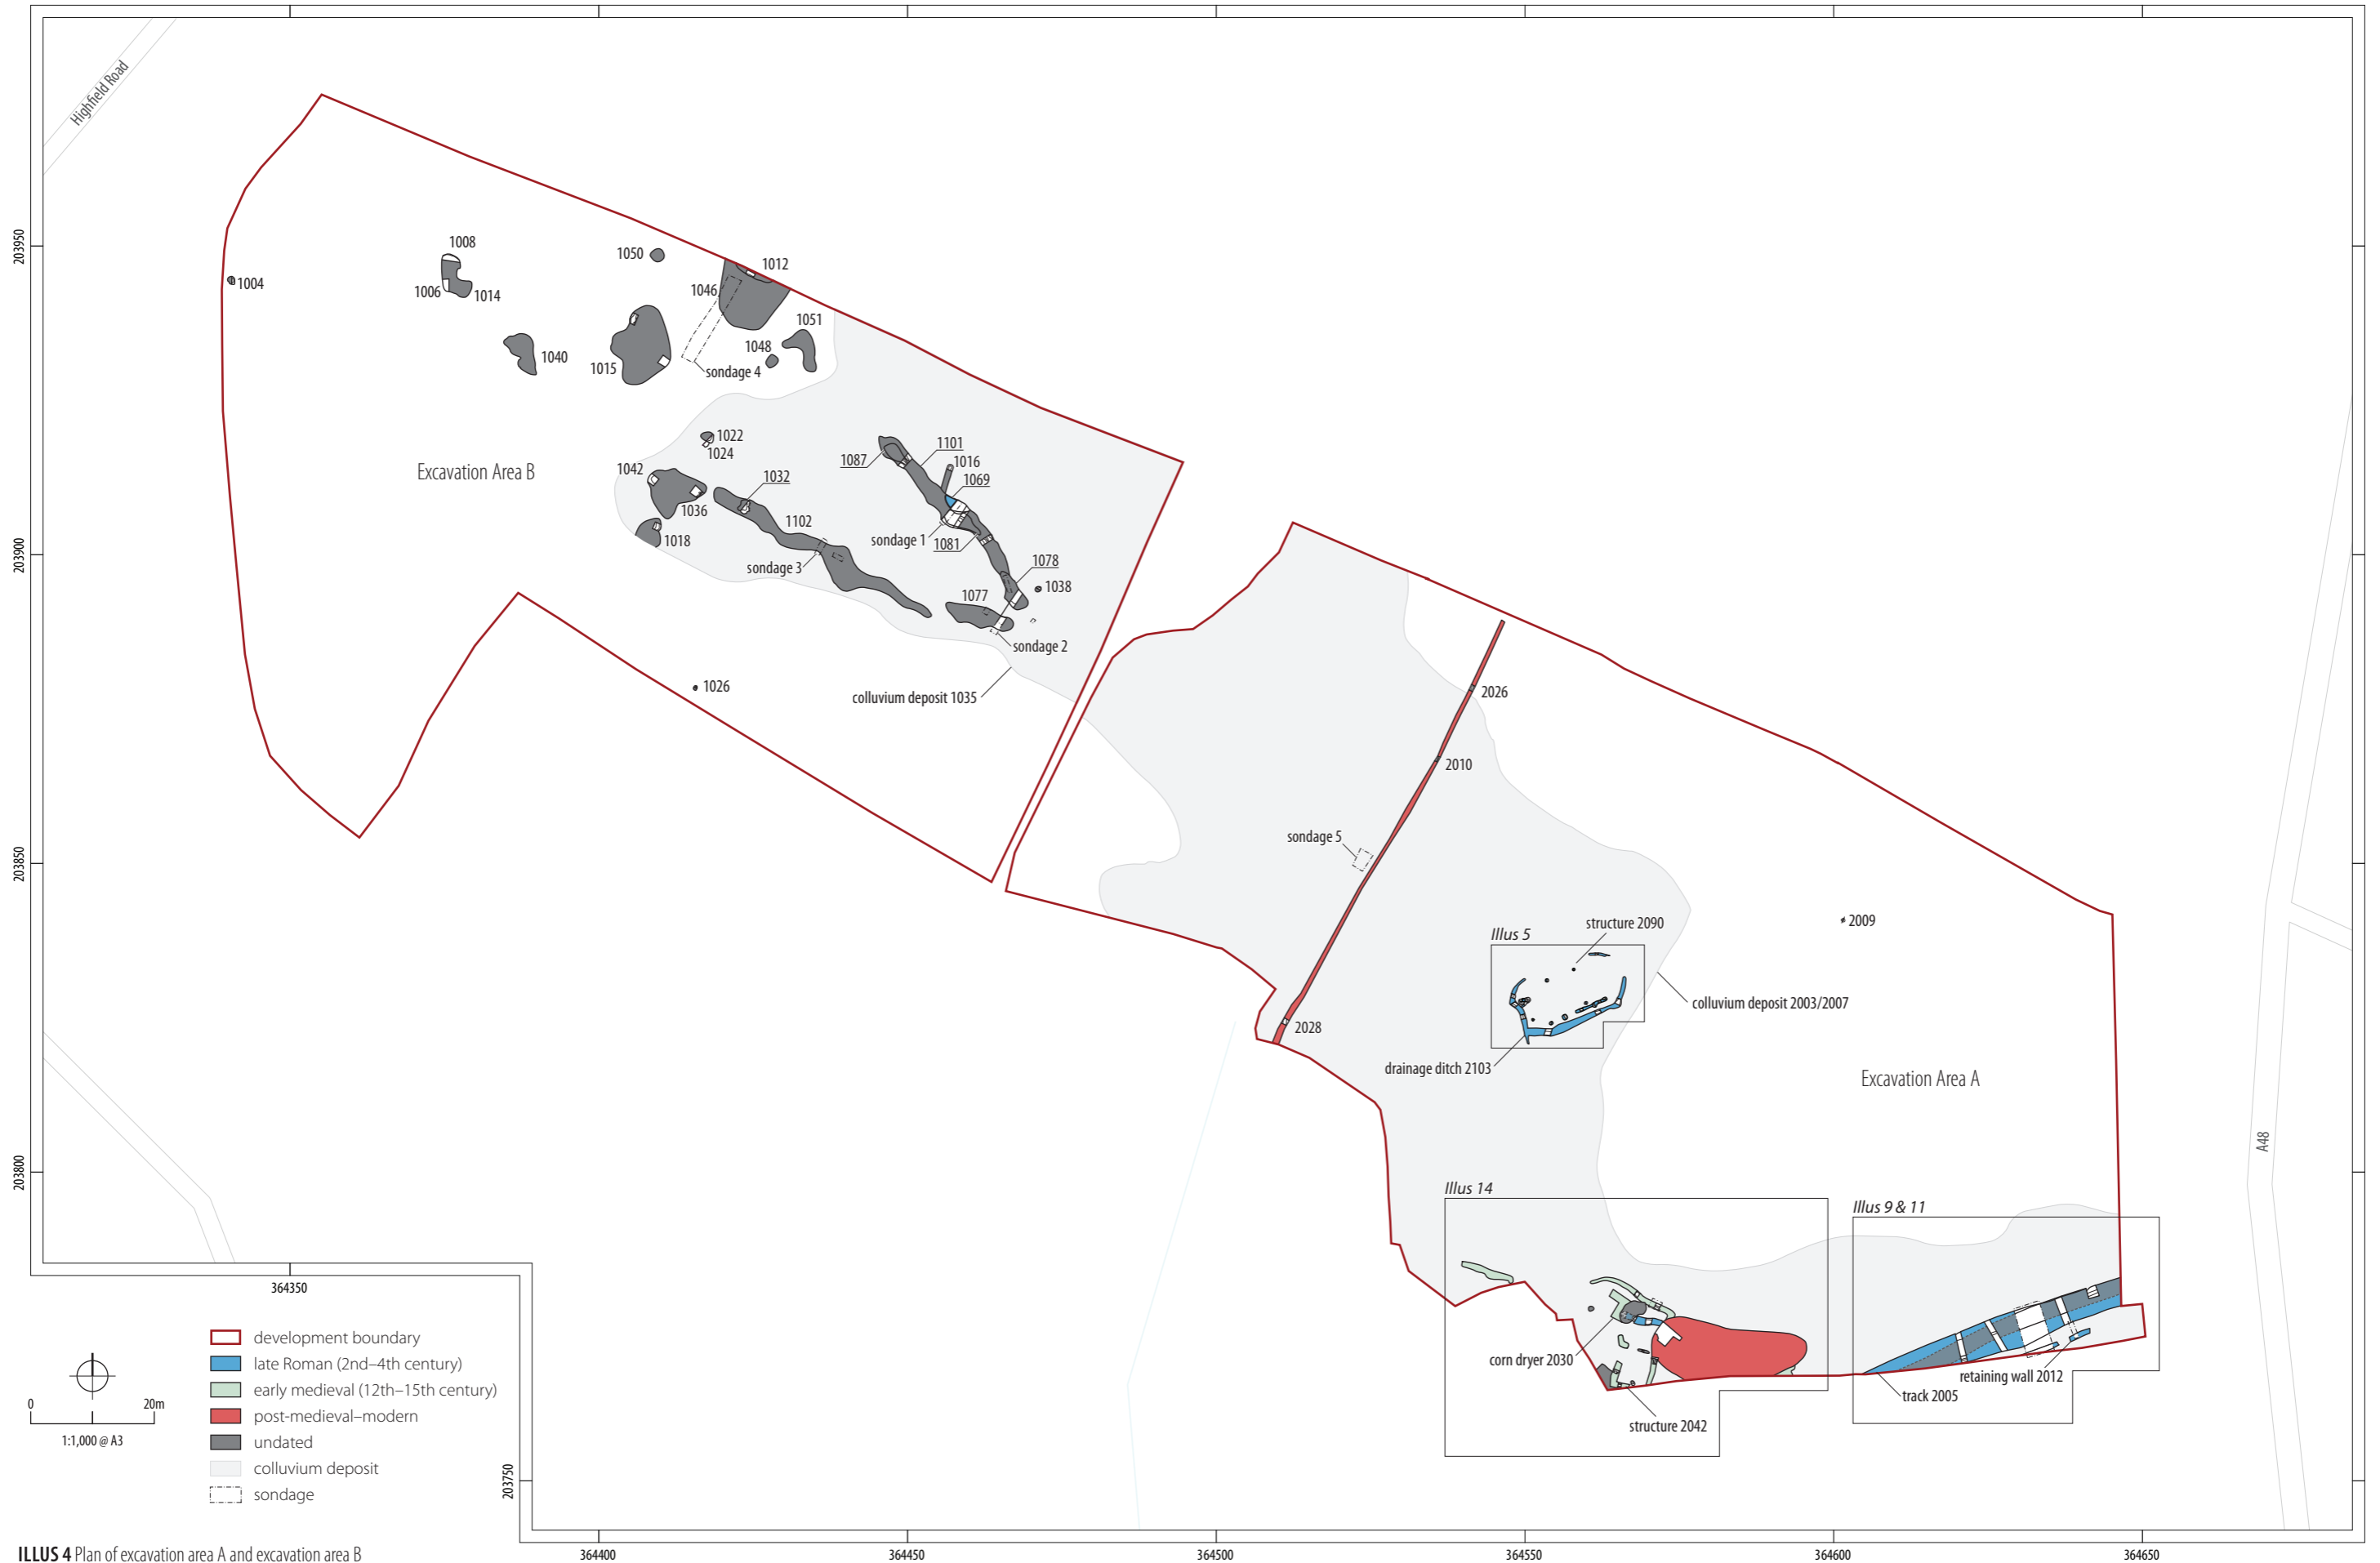 Highfield Road
203950
1008
1050
1012
1004
1006
1014
1046
1051
1048
1040
1015
sondage 4
1022
1024
1101
1087
1016
1069
1042
1032
Excavation Area B
1036
1102
1018
sondage 1
1081
203900
sondage 3
1078
1038
1077
sondage 2
1026
colluvium deposit 1035
2026
2010
sondage 5
203850
2009
structure 2090
Illus 5
colluvium deposit 2003/2007
2028
drainage ditch 2103
Excavation Area A
A48
203800
Illus 14
Illus 9 & 11
corn dryer 2030
retaining wall 2012
track 2005
structure 2042
364350
development boundary
late Roman (2nd–4th century)
early medieval (12th–15th century)
post-medieval–modern
undated
colluvium deposit
sondage
0 20m
1:1,000 @ A3
203750
364400 364450 364500 364550 364600 364650
ILLUS 4 Plan of excavation area A and excavation area B